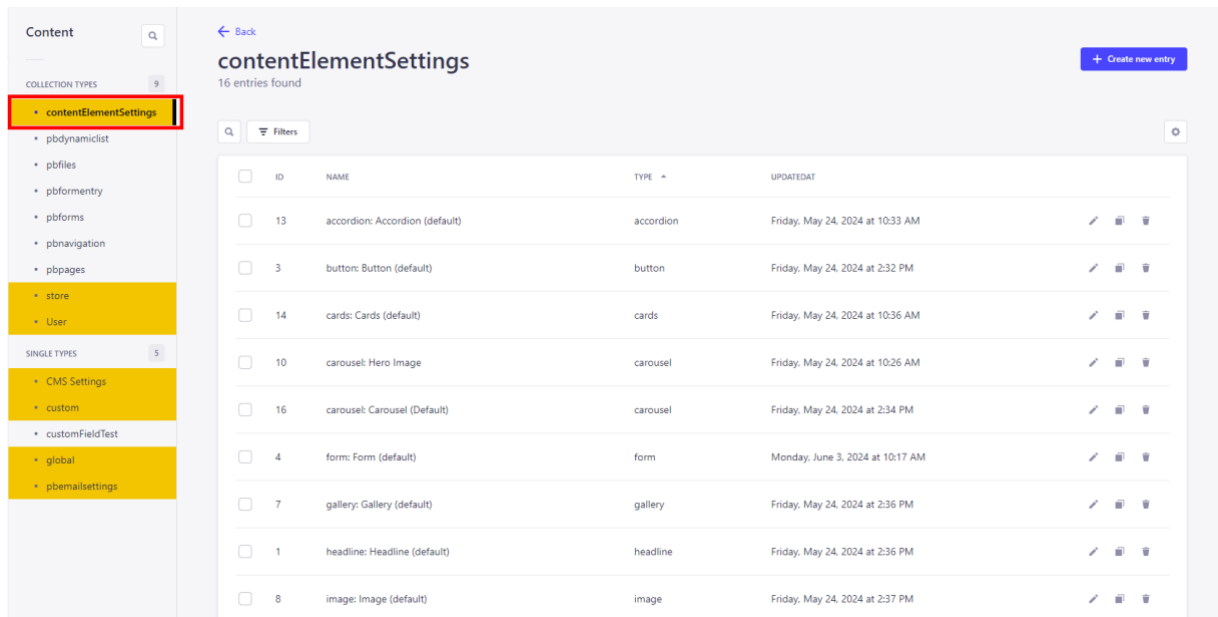 Content
COLLECTION TYPES 9
contentElementSettings
pbdynamiclist
pbfiles
pbformentry
pbforms
pbnavigation
pbpages
store
User
SINGLE TYPES 5
CMS Settings
custom
customFieldTest
global
pbemailsettings
Back
contentElementSettings
16 entries found
Create new entry
Filters
ID NAME TYPE UPDATEDAT
13 accordion: Accordion (default) accordion Friday, May 24, 2024 at 10:33 AM
3 button: Button (default) button Friday, May 24, 2024 at 2:32 PM
14 cards: Cards (default) cards Friday, May 24, 2024 at 10:36 AM
10 carousel: Hero Image carousel Friday, May 24, 2024 at 10:26 AM
16 carousel: Carousel (Default) carousel Friday, May 24, 2024 at 2:34 PM
4 form: Form (default) form Monday, June 3, 2024 at 10:17 AM
7 gallery: Gallery (default) gallery Friday, May 24, 2024 at 2:36 PM
1 headline: Headline (default) headline Friday, May 24, 2024 at 2:36 PM
8 image: Image (default) image Friday, May 24, 2024 at 2:37 PM